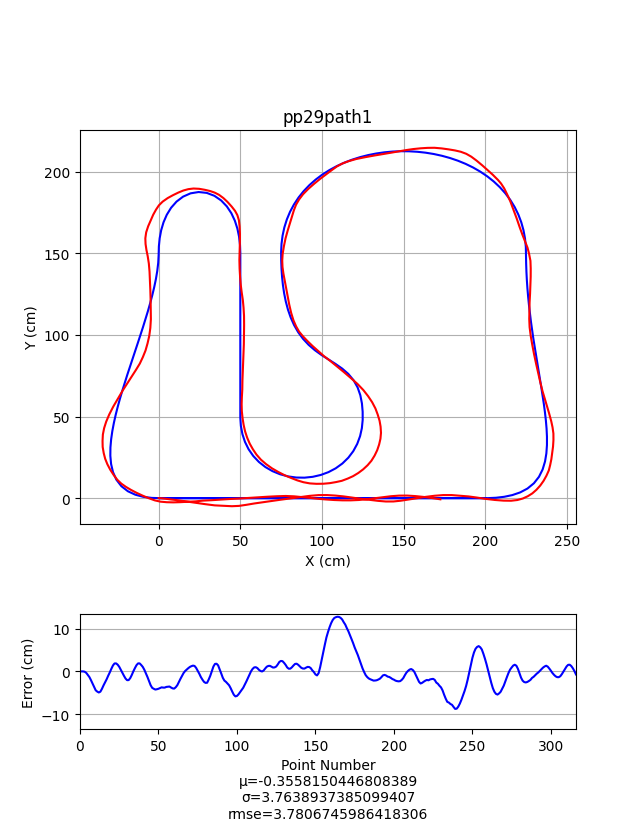 pp29path1
200
150
100
50
0
Y (cm)
0 50 100 150 200 250
X (cm)
10
0
−10
Error (cm)
0 50 100 150 200 250 300
Point Number
μ=-0.3558150446808389
σ=3.7638937385099407
rmse=3.7806745986418306